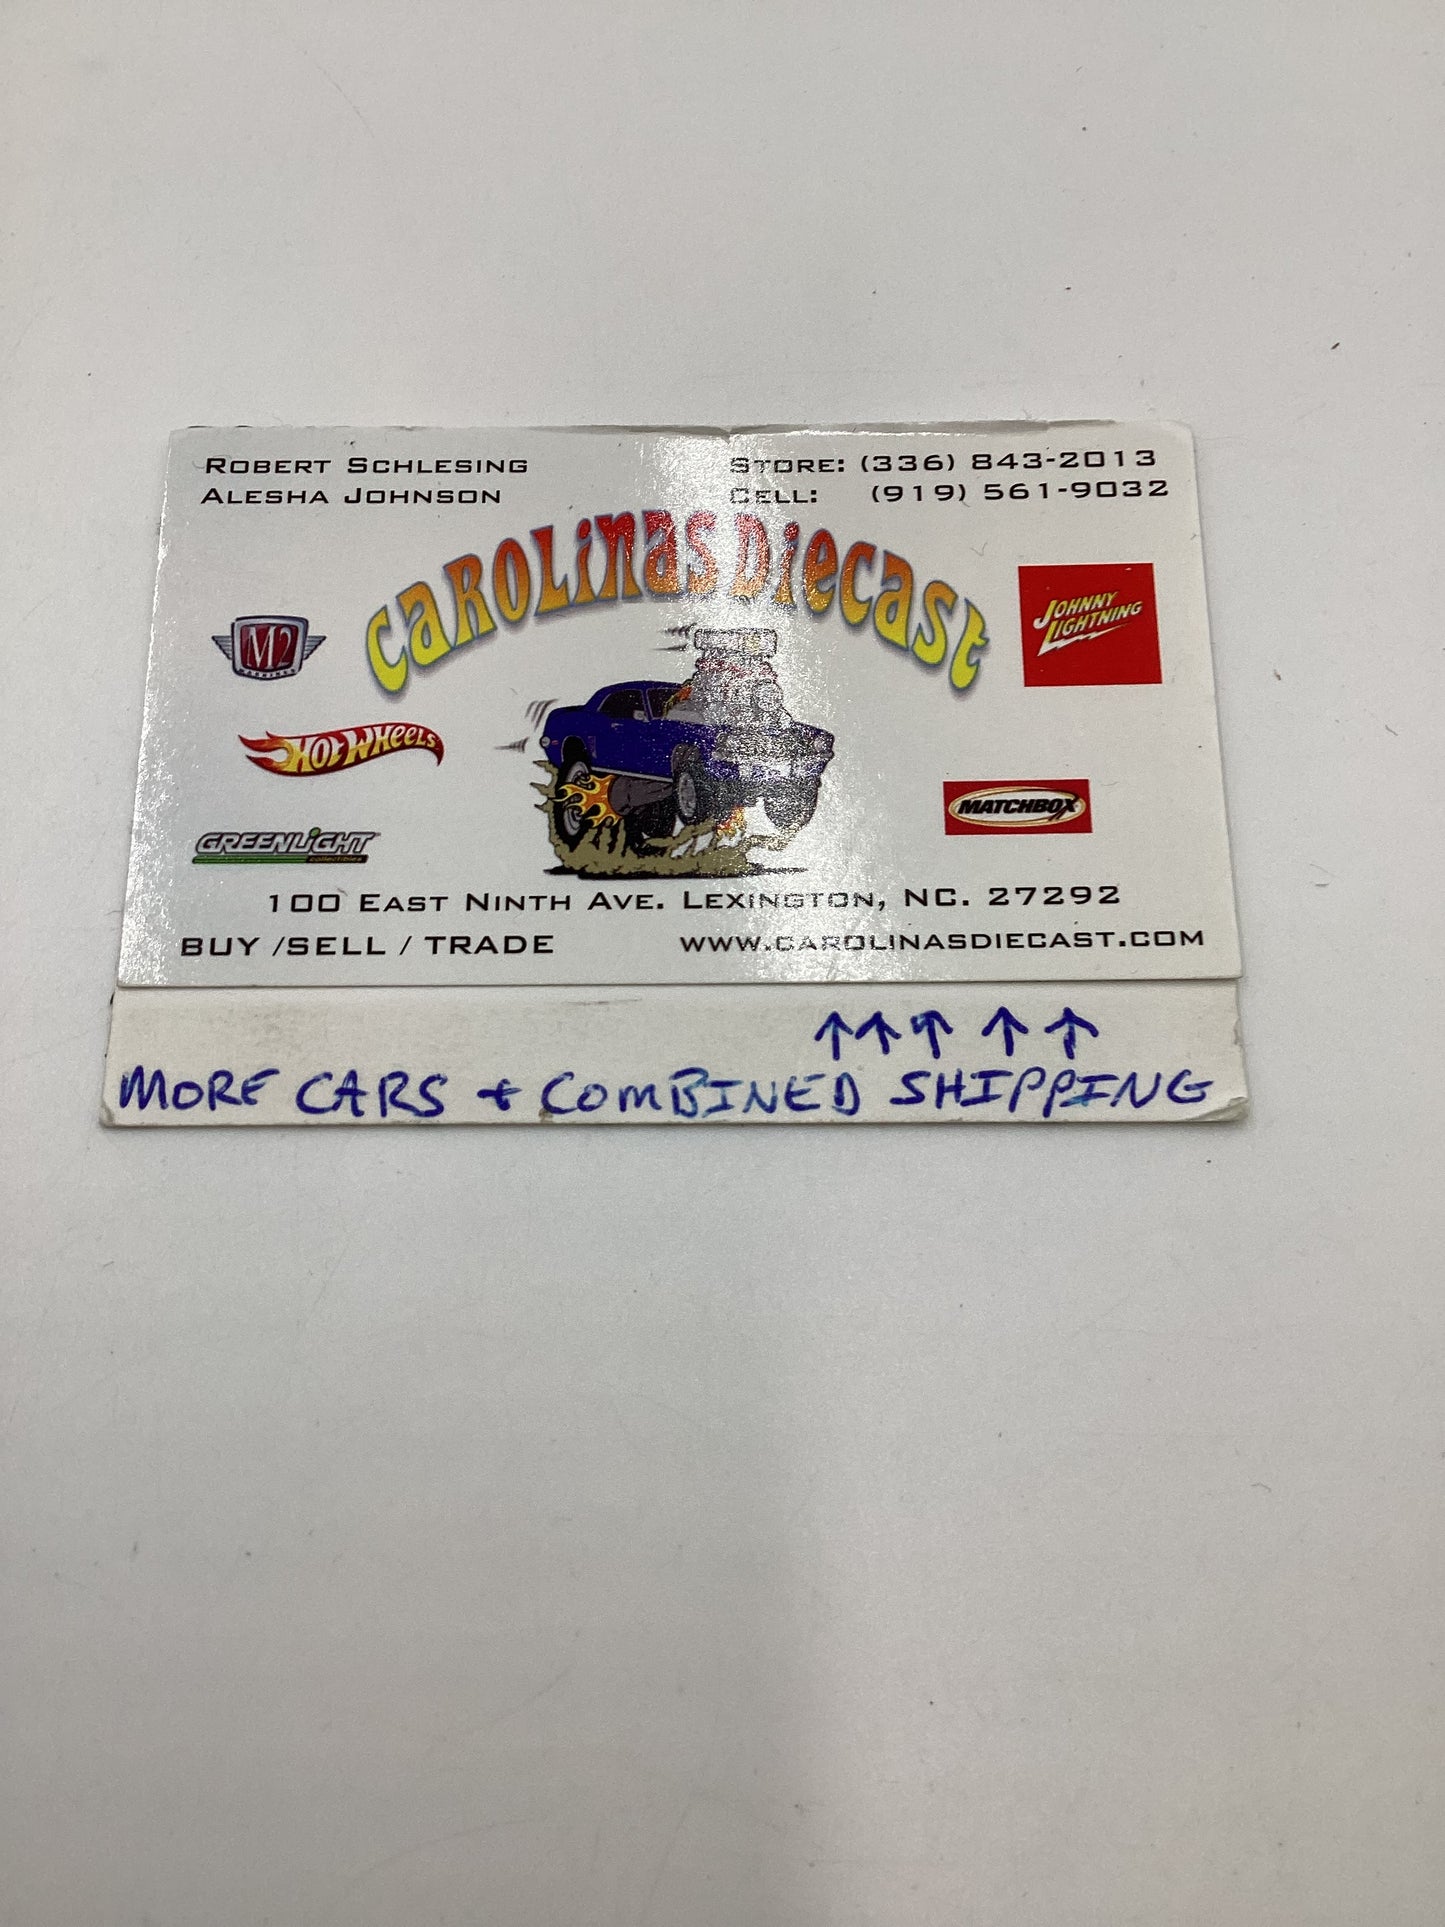 ROBERT SCHLESING STORE: (336) 843-2013
ALESHA JOHNSON CELL: (919) 561-9032
CAROLINAS DIECAST
M2
MACHINES
JOHNNY
LIGHTNING
HOT WHEELS
MATCHBOX
GREENLIGHT
collectibles
100 EAST NINTH AVE. LEXINGTON, NC. 27292
BUY /SELL / TRADE WWW.CAROLINASDIECAST.COM
↑ ↑ ↑ ↑ ↑
MORE CARS + COMBINED SHIPPING